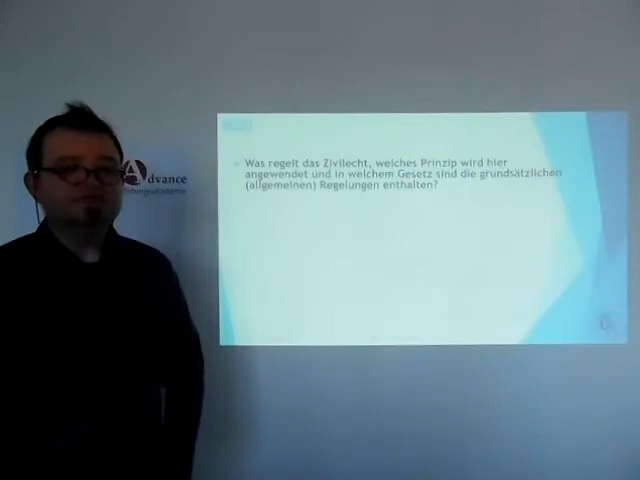 Advance
Was regelt das Zivilecht, welches Prinzip wird hier
angewendet und in welchem Gesetz sind die grundsätzlichen
(allgemeinen) Regelungen enthalten?